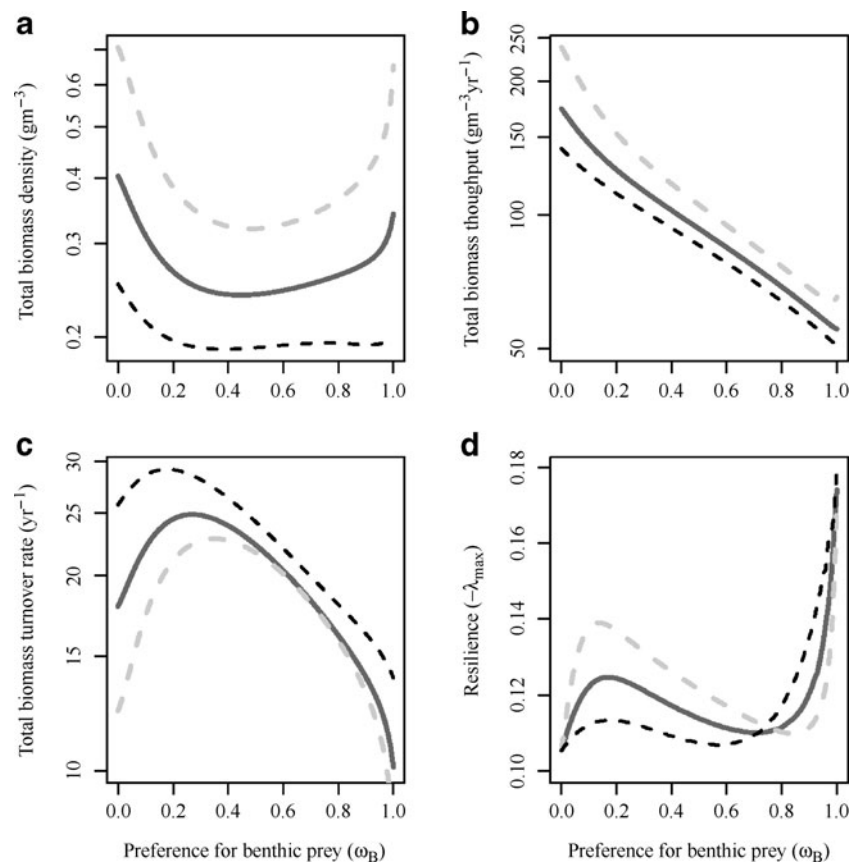 a
b
Total biomass density (gm−3)
0.2 0.3 0.4 0.5 0.6
0.0 0.2 0.4 0.6 0.8 1.0
Total biomass thoughput (gm−3yr−1)
50 100 150 200 250
0.0 0.2 0.4 0.6 0.8 1.0
c
d
Total biomass turnover rate (yr−1)
10 15 20 25 30
0.0 0.2 0.4 0.6 0.8 1.0
Preference for benthic prey (ωB)
Resilience (−λmax)
0.10 0.12 0.14 0.16 0.18
0.0 0.2 0.4 0.6 0.8 1.0
Preference for benthic prey (ωB)